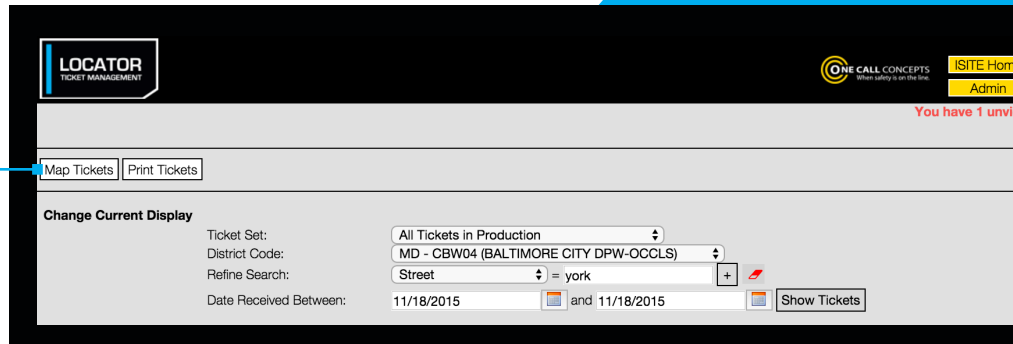 LOCATOR
TICKET MANAGEMENT
ONE CALL CONCEPTS
When safety is on the line.
ISITE Hom
Admin
You have 1 unvi
Map Tickets Print Tickets
Change Current Display
Ticket Set: All Tickets in Production
District Code: MD - CBW04 (BALTIMORE CITY DPW-OCCLS)
Refine Search: Street = york +
Date Received Between: 11/18/2015 and 11/18/2015 Show Tickets